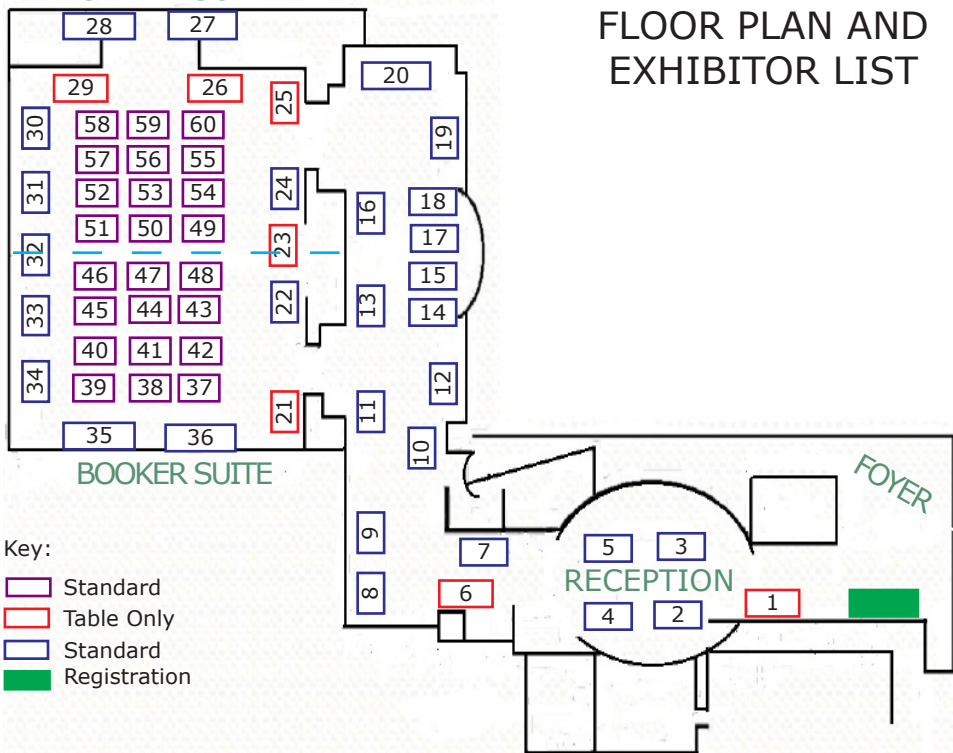 FLOOR PLAN AND
EXHIBITOR LIST
28 27
20
29 26 25
30 58 59 60 19
57 56 55
31 52 53 54 24 16 18
51 50 49 17
32 23
46 47 48 15
33 45 44 43 22 13 14
40 41 42
34 39 38 37 21 11 12
35 36 10
BOOKER SUITE
FOYER
9
7 5 3
RECEPTION
8 6 1
4 2
Key:
Standard
Table Only
Standard
Registration